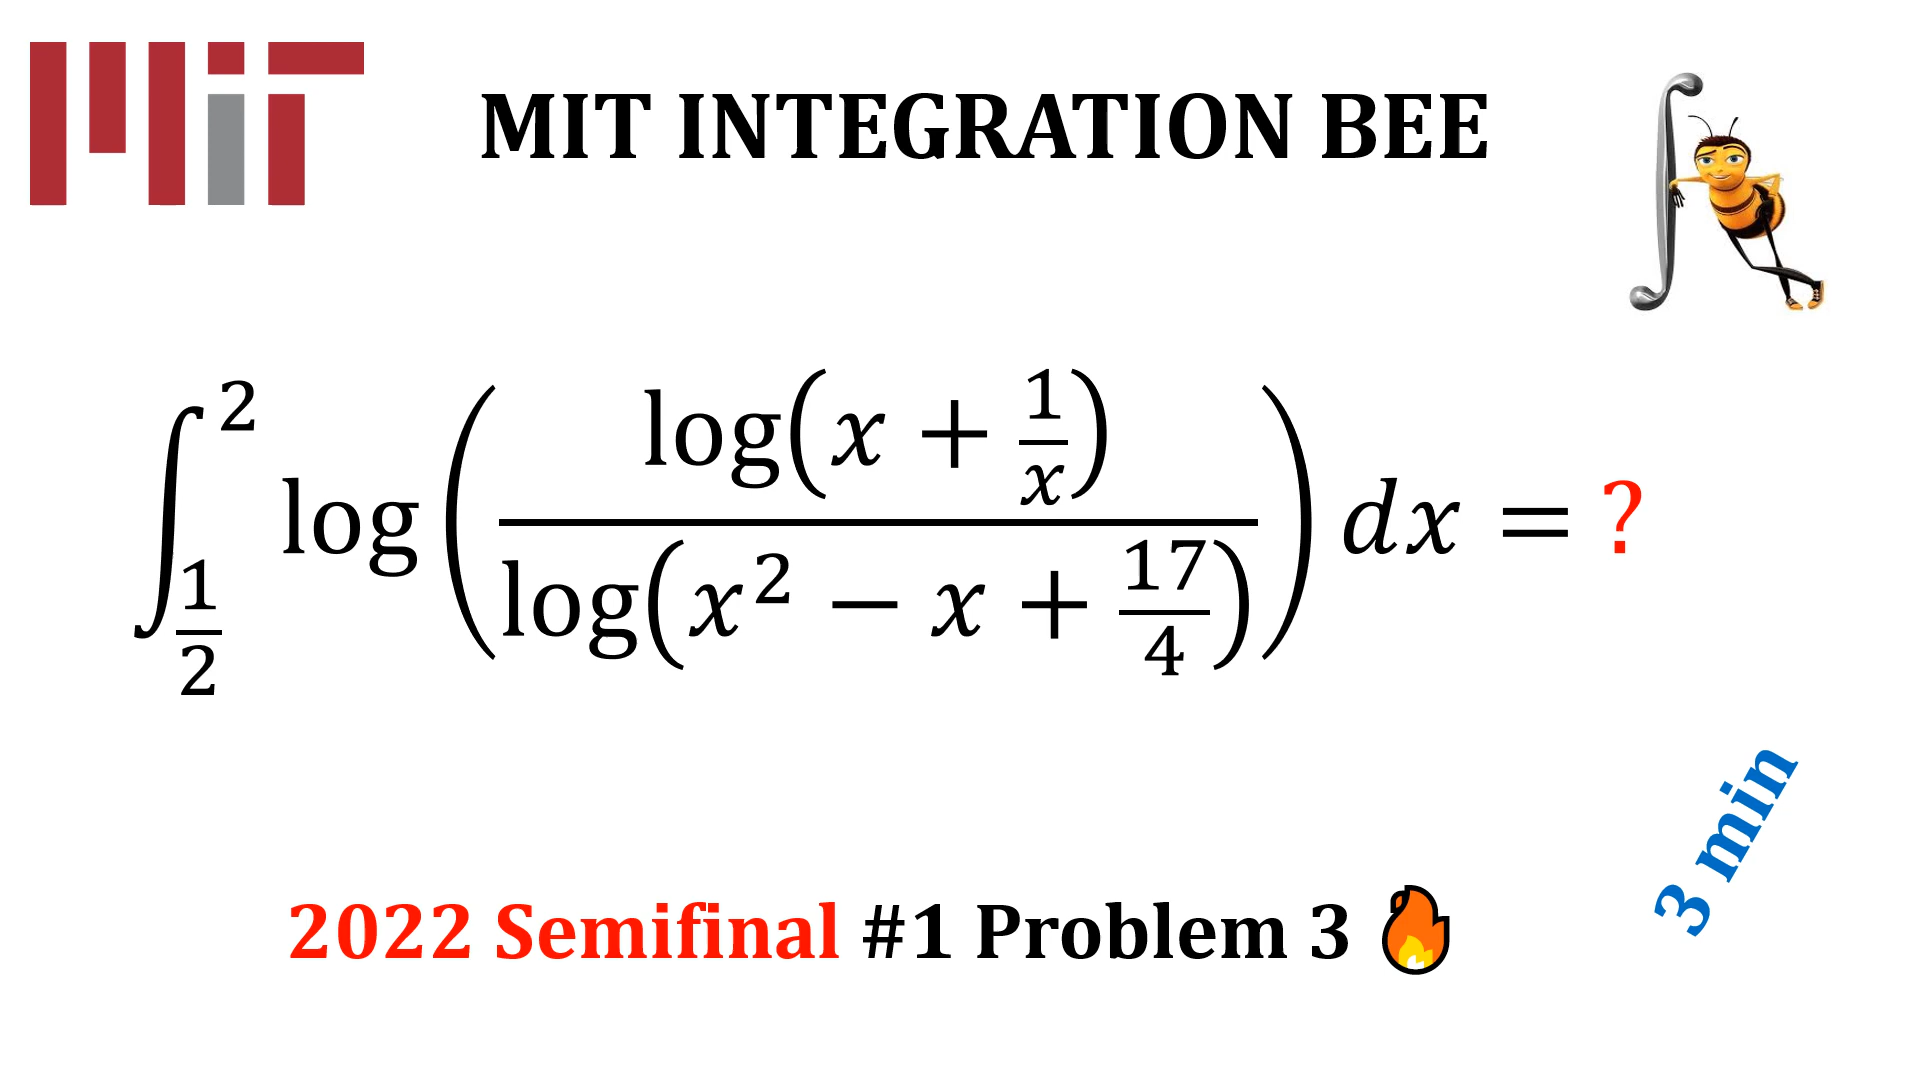 MIT
MIT INTEGRATION BEE
∫_{1/2}^{2} log( log(x + 1/x) / log(x² − x + 17/4) ) dx = ?
3 min
2022 Semifinal #1 Problem 3